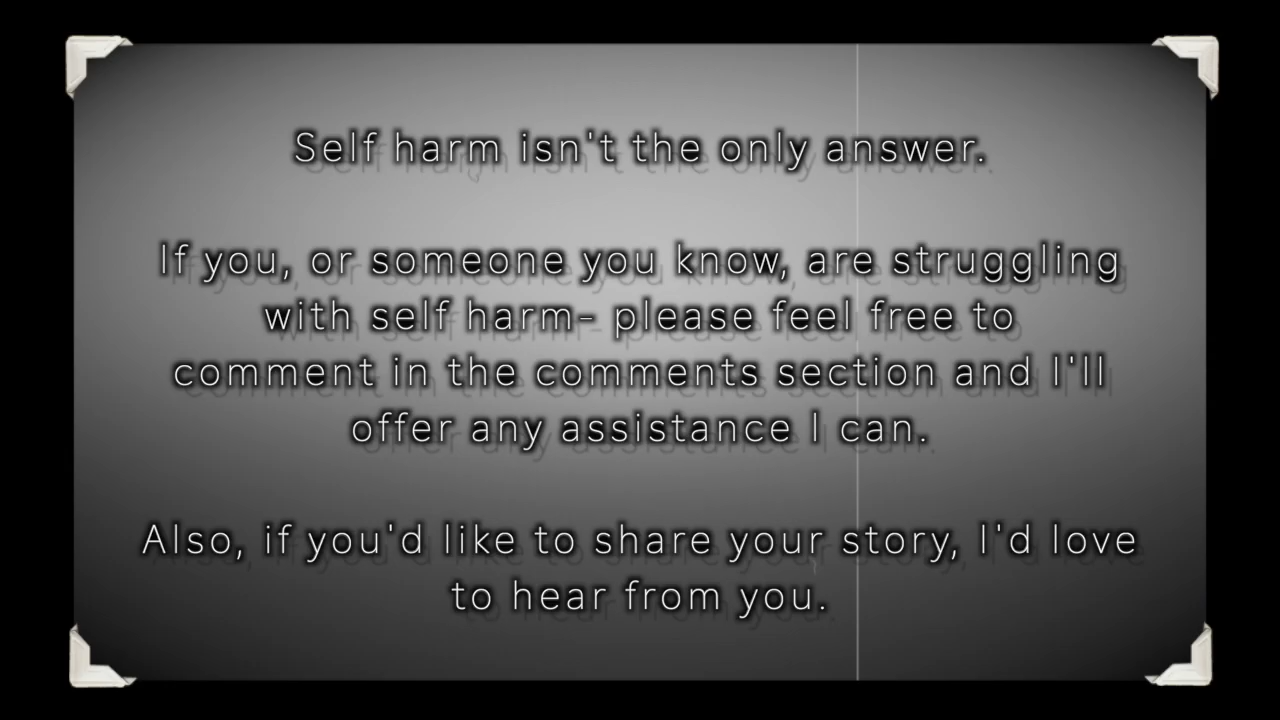 Self harm isn't the only answer.
If you, or someone you know, are struggling
with self harm- please feel free to
comment in the comments section and I'll
offer any assistance I can.
Also, if you'd like to share your story, I'd love
to hear from you.